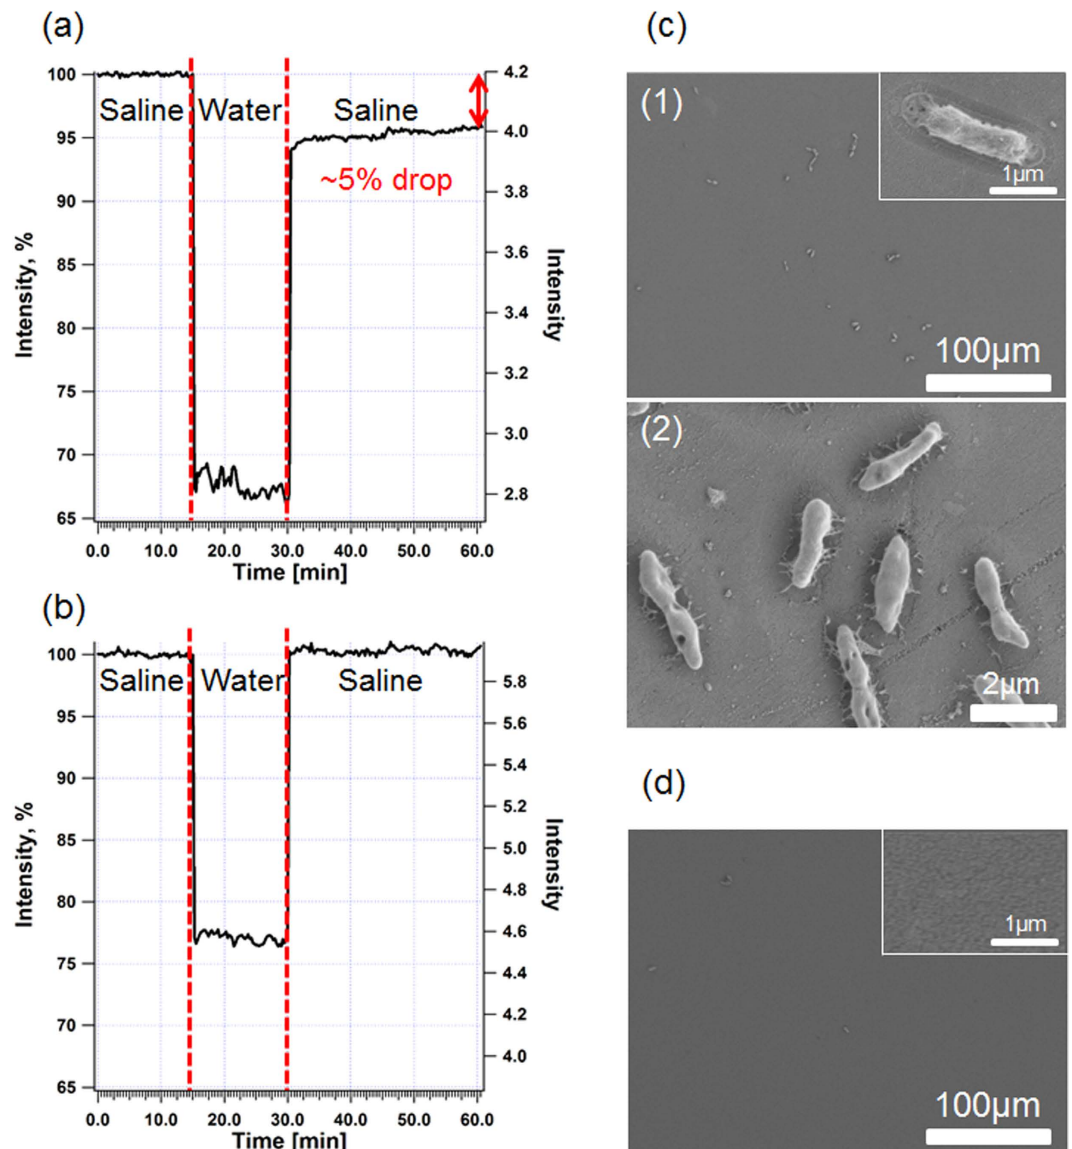 (a)
100
95
90
85
80
75
70
65
Intensity, %
Saline Water Saline
~5% drop
4.2
4.0
3.8
3.6
3.4
3.2
3.0
2.8
Intensity
0.0 10.0 20.0 30.0 40.0 50.0 60.0
Time [min]
(b)
100
95
90
85
80
75
70
65
Intensity, %
Saline Water Saline
5.8
5.6
5.4
5.2
5.0
4.8
4.6
4.4
4.2
4.0
Intensity
0.0 10.0 20.0 30.0 40.0 50.0 60.0
Time [min]
(c)
(1)
1μm
100μm
(2)
2μm
(d)
1μm
100μm